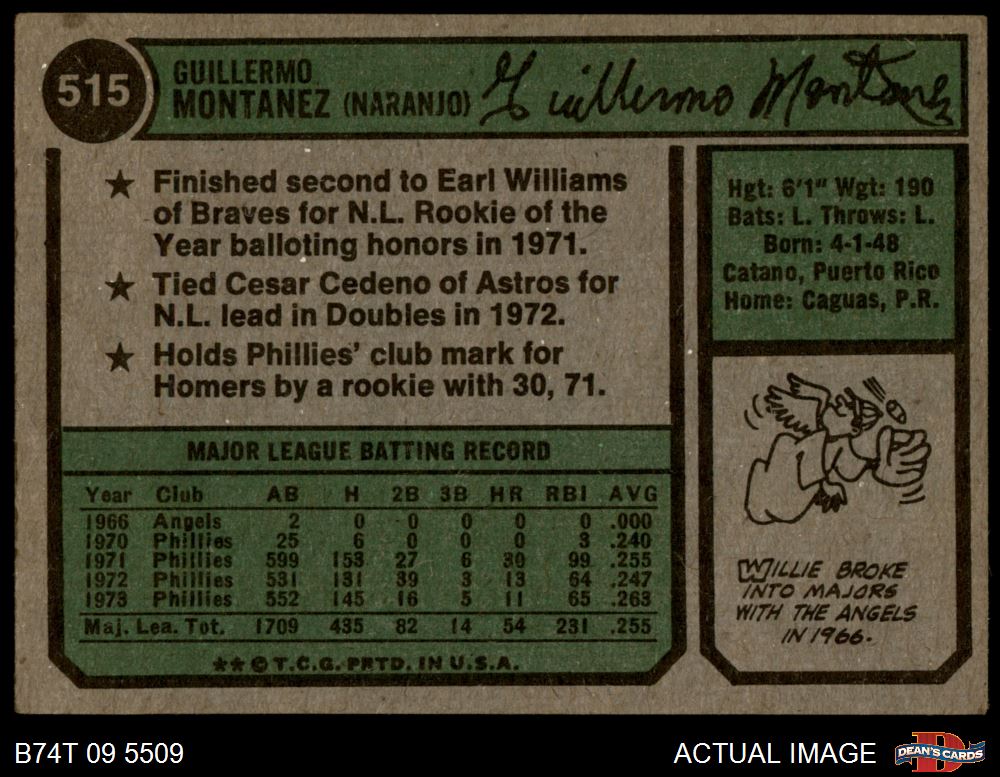 515
GUILLERMO
MONTANEZ (NARANJO)
Guillermo Montanez
★ Finished second to Earl Williams
of Braves for N.L. Rookie of the
Year balloting honors in 1971.
★ Tied Cesar Cedeno of Astros for
N.L. lead in Doubles in 1972.
★ Holds Phillies' club mark for
Homers by a rookie with 30, 71.
Hgt: 6'1" Wgt: 190
Bats: L. Throws: L.
Born: 4-1-48
Catano, Puerto Rico
Home: Caguas, P.R.
MAJOR LEAGUE BATTING RECORD
Year Club AB H 2B 3B HR RBI AVG
1966 Angels 2 0 0 0 0 0 .000
1970 Phillies 25 6 0 0 0 3 .240
1971 Phillies 599 153 27 6 30 99 .255
1972 Phillies 531 131 39 3 13 64 .247
1973 Phillies 552 145 16 5 11 65 .263
Maj. Lea. Tot. 1709 435 82 14 54 231 .255
★★ © T.C.G. PRTD. IN U.S.A.
WILLIE BROKE
INTO MAJORS
WITH THE ANGELS
IN 1966.
B74T 09 5509
ACTUAL IMAGE
D
DEAN'S CARDS